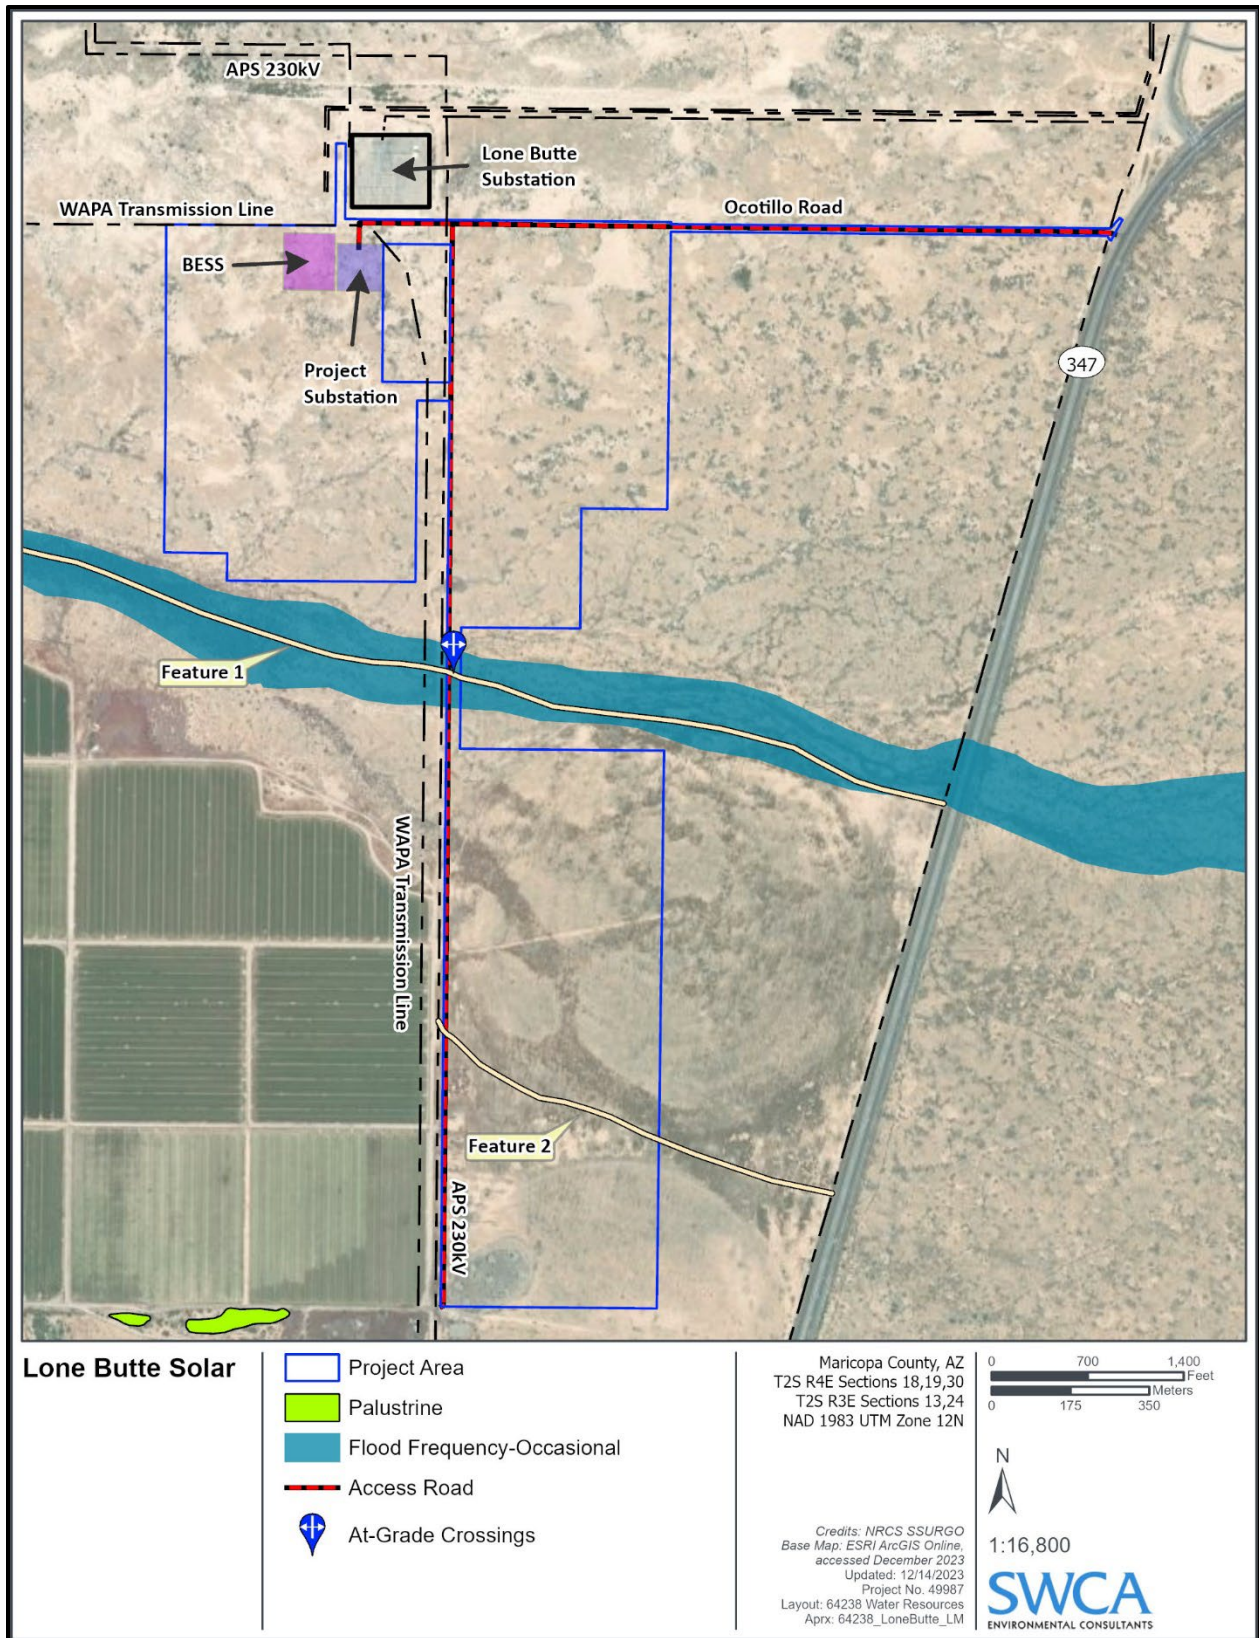 APS 230kV
Lone Butte
Substation
WAPA Transmission Line
Ocotillo Road
BESS
Project
Substation
347
Feature 1
WAPA Transmission Line
Feature 2
APS 230kV
Lone Butte Solar
Project Area
Palustrine
Flood Frequency-Occasional
Access Road
At-Grade Crossings
Maricopa County, AZ
T2S R4E Sections 18,19,30
T2S R3E Sections 13,24
NAD 1983 UTM Zone 12N
Credits: NRCS SSURGO
Base Map: ESRI ArcGIS Online,
accessed December 2023
Updated: 12/14/2023
Project No. 49987
Layout: 64238 Water Resources
Aprx: 64238_LoneButte_LM
0 700 1,400
Feet
Meters
0 175 350
N
1:16,800
SWCA
ENVIRONMENTAL CONSULTANTS